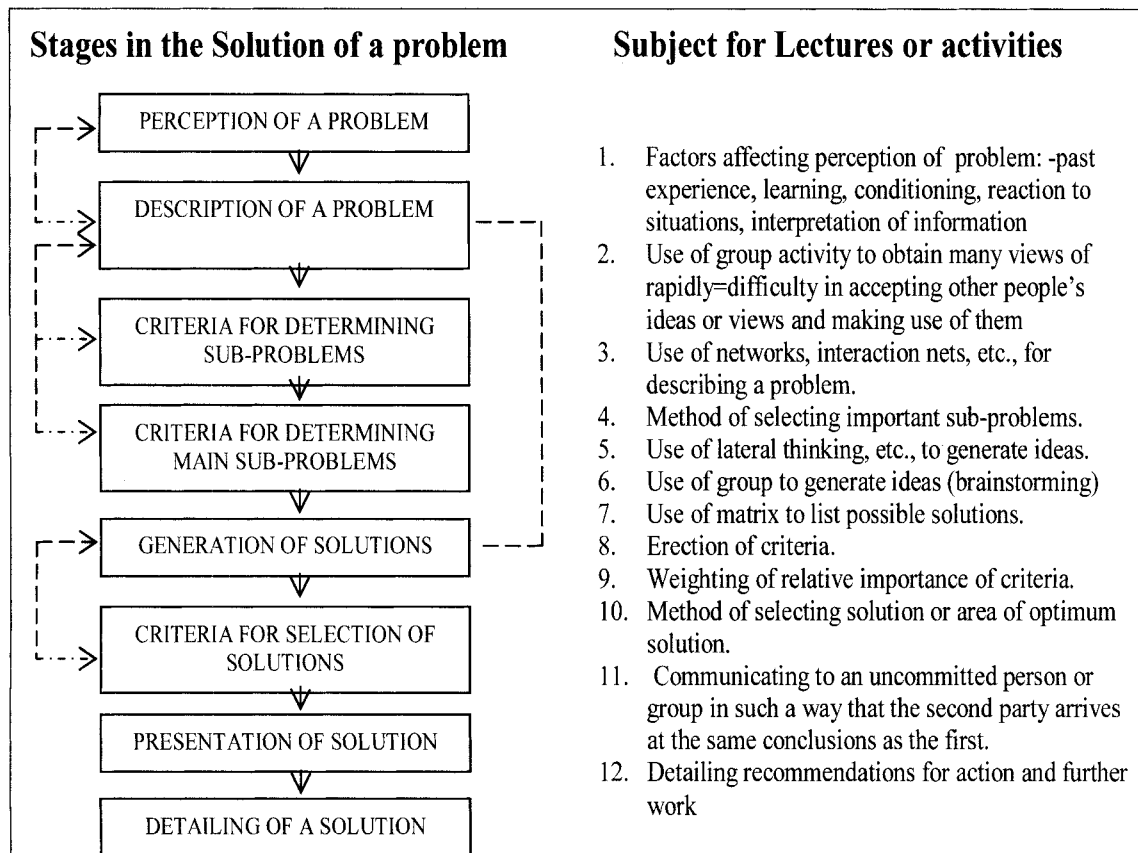 Stages in the Solution of a problem
PERCEPTION OF A PROBLEM
DESCRIPTION OF A PROBLEM
CRITERIA FOR DETERMINING
SUB-PROBLEMS
CRITERIA FOR DETERMINING
MAIN SUB-PROBLEMS
GENERATION OF SOLUTIONS
CRITERIA FOR SELECTION OF
SOLUTIONS
PRESENTATION OF SOLUTION
DETAILING OF A SOLUTION
Subject for Lectures or activities
1. Factors affecting perception of problem: -past
experience, learning, conditioning, reaction to
situations, interpretation of information
2. Use of group activity to obtain many views of
rapidly=difficulty in accepting other people's
ideas or views and making use of them
3. Use of networks, interaction nets, etc., for
describing a problem.
4. Method of selecting important sub-problems.
5. Use of lateral thinking, etc., to generate ideas.
6. Use of group to generate ideas (brainstorming)
7. Use of matrix to list possible solutions.
8. Erection of criteria.
9. Weighting of relative importance of criteria.
10. Method of selecting solution or area of optimum
solution.
11. Communicating to an uncommitted person or
group in such a way that the second party arrives
at the same conclusions as the first.
12. Detailing recommendations for action and further
work